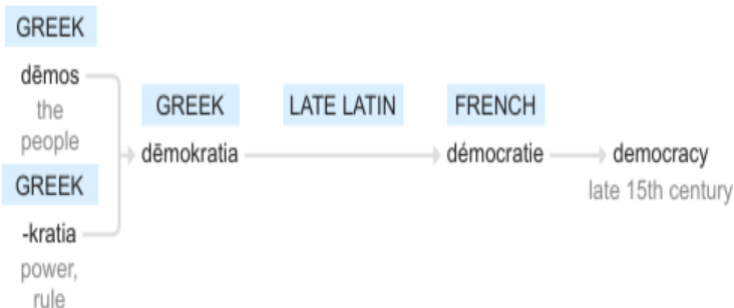 GREEK
dēmos
the
people
GREEK
-kratia
power,
rule
GREEK
dēmokratia
LATE LATIN
FRENCH
démocratie
democracy
late 15th century